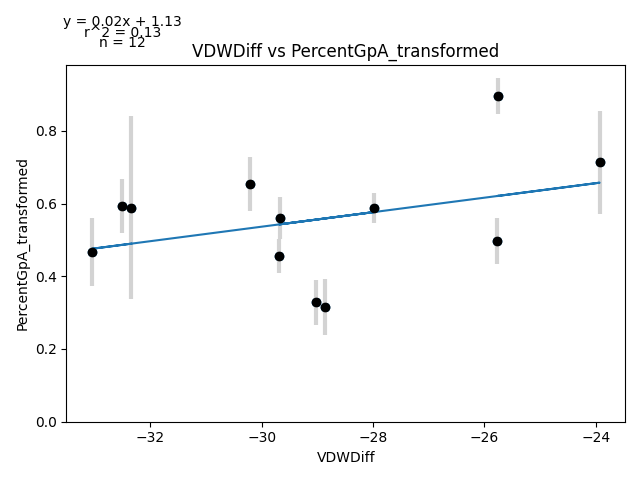 y = 0.02x + 1.13
r^2 = 0.13
n = 12
VDWDiff vs PercentGpA_transformed
PercentGpA_transformed
0.8
0.6
0.4
0.2
0.0
−32
−30
−28
−26
−24
VDWDiff